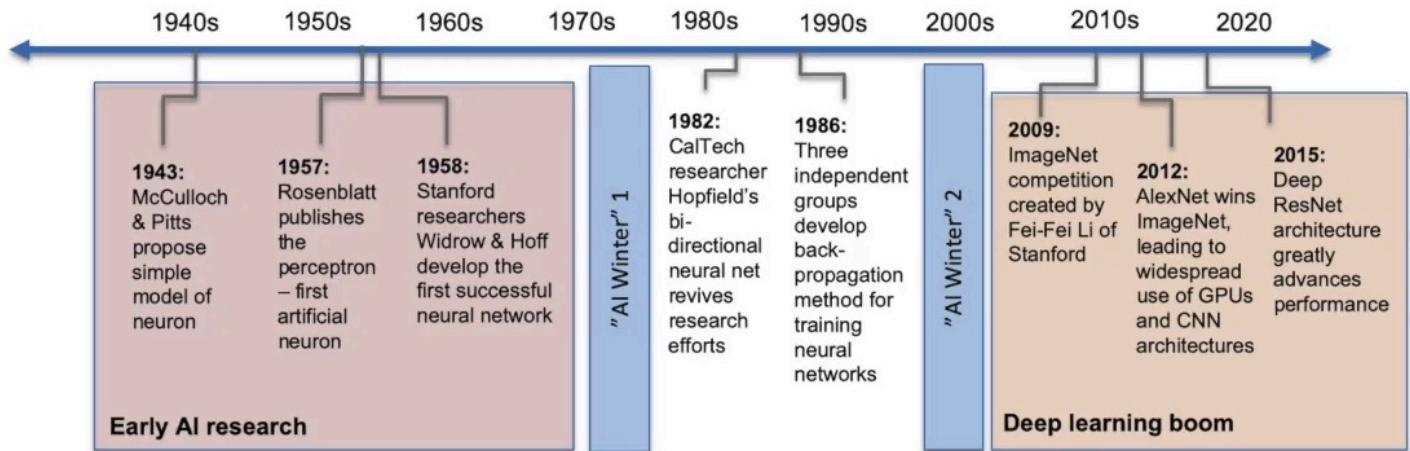 1940s 1950s 1960s 1970s 1980s 1990s 2000s 2010s 2020
1943:
McCulloch
& Pitts
propose
simple
model of
neuron
1957:
Rosenblatt
publishes
the
perceptron
– first
artificial
neuron
1958:
Stanford
researchers
Widrow & Hoff
develop the
first successful
neural network
Early AI research
"AI Winter" 1
1982:
CalTech
researcher
Hopfield's
bi-
directional
neural net
revives
research
efforts
1986:
Three
independent
groups
develop
back-
propagation
method for
training
neural
networks
"AI Winter" 2
2009:
ImageNet
competition
created by
Fei-Fei Li of
Stanford
2012:
AlexNet wins
ImageNet,
leading to
widespread
use of GPUs
and CNN
architectures
2015:
Deep
ResNet
architecture
greatly
advances
performance
Deep learning boom